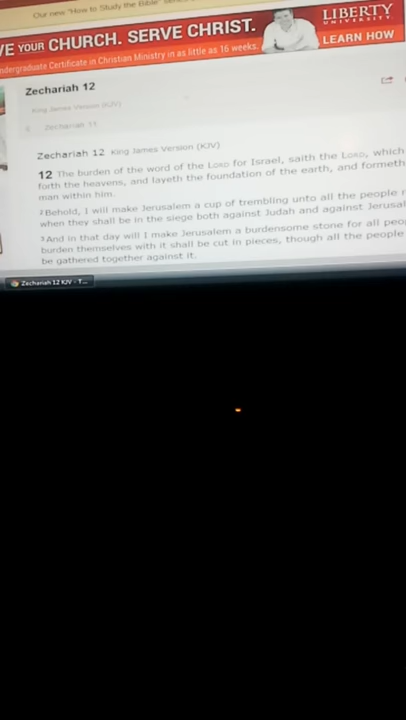 Our new "How to Study the Bible"
VE YOUR CHURCH. SERVE CHRIST.
LIBERTY
UNIVERSITY
ndergraduate Certificate in Christian Ministry in as little as 16 weeks.
LEARN HOW
Zechariah 12
King James Version (KJV)
Zechariah 11
Zechariah 12 King James Version (KJV)
12 The burden of the word of the LORD for Israel, saith the LORD, which
forth the heavens, and layeth the foundation of the earth, and formeth
man within him.
2 Behold, I will make Jerusalem a cup of trembling unto all the people r
when they shall be in the siege both against Judah and against Jerusal
3 And in that day will I make Jerusalem a burdensome stone for all peo
burden themselves with it shall be cut in pieces, though all the people
be gathered together against it.
Zechariah 12 KJV - T...